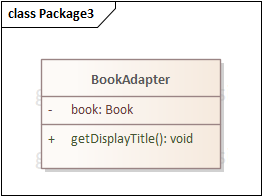 class Package3
BookAdapter
- book: Book
+ getDisplayTitle(): void